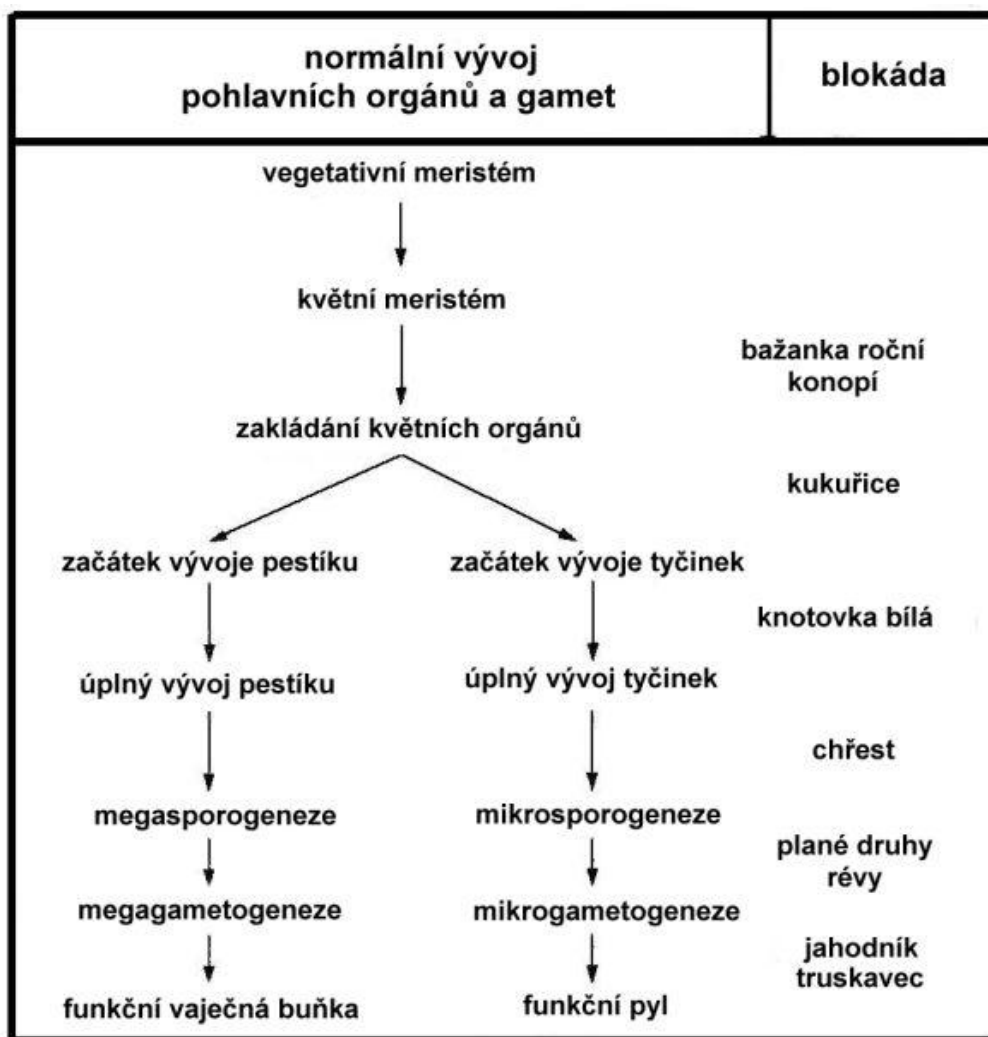 normální vývoj
pohlavních orgánů a gamet
blokáda
vegetativní meristém
květní meristém
bažanka roční
konopí
zakládání květních orgánů
kukuřice
začátek vývoje pestíku
začátek vývoje tyčinek
knotovka bílá
úplný vývoj pestíku
úplný vývoj tyčinek
chřest
megasporogeneze
mikrosporogeneze
plané druhy
révy
megagametogeneze
mikrogametogeneze
jahodník
truskavec
funkční vaječná buňka
funkční pyl